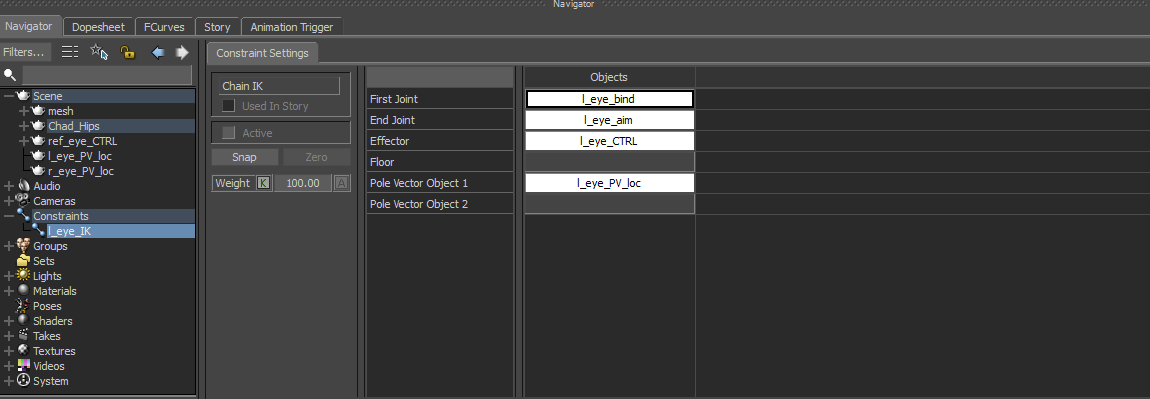 Navigator
Navigator Dopesheet FCurves Story Animation Trigger
Filters... Constraint Settings
Scene
mesh
Chad_Hips
ref_eye_CTRL
l_eye_PV_loc
r_eye_PV_loc
Audio
Cameras
Constraints
l_eye_IK
Groups
Sets
Lights
Materials
Poses
Shaders
Takes
Textures
Videos
System
Chain IK
Used In Story
Active
Snap Zero
Weight K 100.00 A
Objects
First Joint l_eye_bind
End Joint l_eye_aim
Effector l_eye_CTRL
Floor
Pole Vector Object 1 l_eye_PV_loc
Pole Vector Object 2